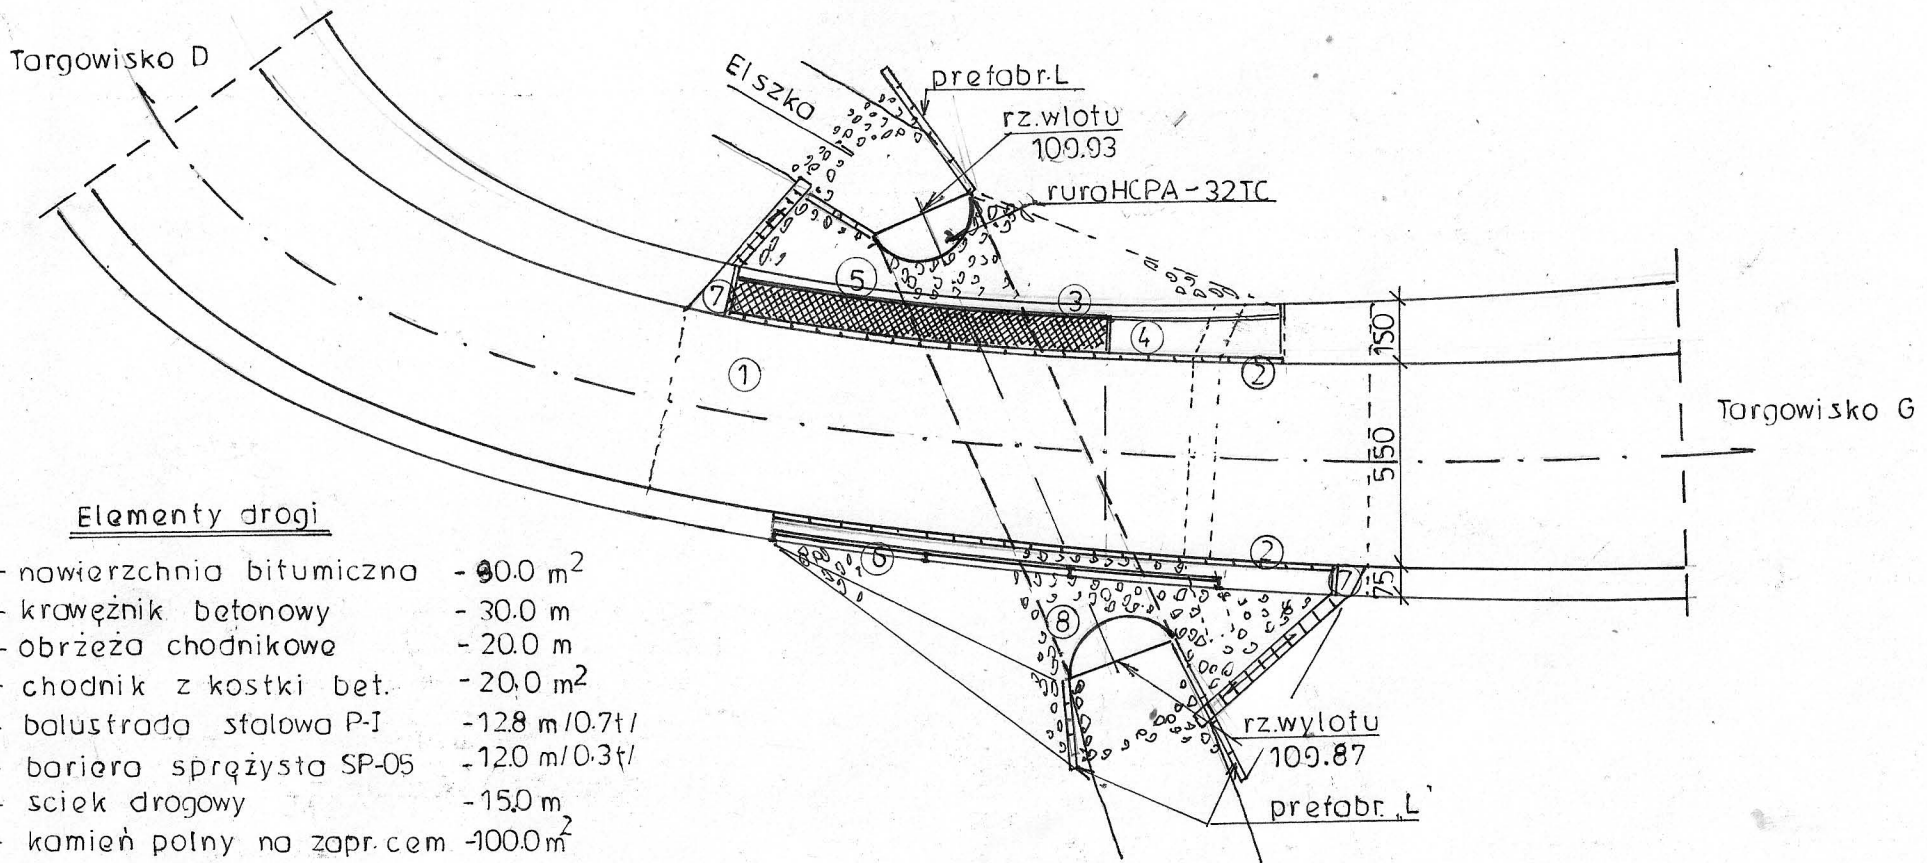 Targowisko D
Elszka
prefabr.L
rz.wlotu
109.93
rura HCPA-32TC
5
7
3
4
1
2
150
550
75
Targowisko G
2
6
7
8
rz.wylotu
109.87
prefabr. „L"
Elementy drogi
- nawierzchnia bitumiczna - 90.0 m²
- krawężnik betonowy - 30.0 m
- obrzeża chodnikowe - 20.0 m
- chodnik z kostki bet. - 20.0 m²
- balustrada stalowa P-I - 12.8 m /0.7t/
- bariera sprężysta SP-05 - 12.0 m /0.3t/
- sciek drogowy - 15.0 m
- kamień polny na zapr. cem - 100.0 m²